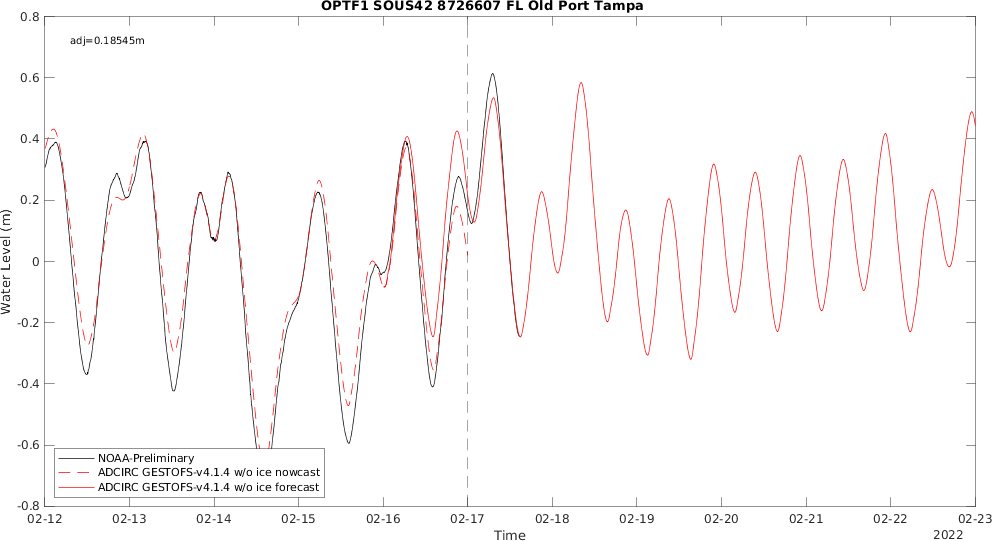 OPTF1 SOUS42 8726607 FL Old Port Tampa
adj=0.18545m
0.8
0.6
0.4
0.2
0
-0.2
-0.4
-0.6
-0.8
Water Level (m)
NOAA-Preliminary
ADCIRC GESTOFS-v4.1.4 w/o ice nowcast
ADCIRC GESTOFS-v4.1.4 w/o ice forecast
02-12 02-13 02-14 02-15 02-16 02-17 02-18 02-19 02-20 02-21 02-22 02-23
Time
2022